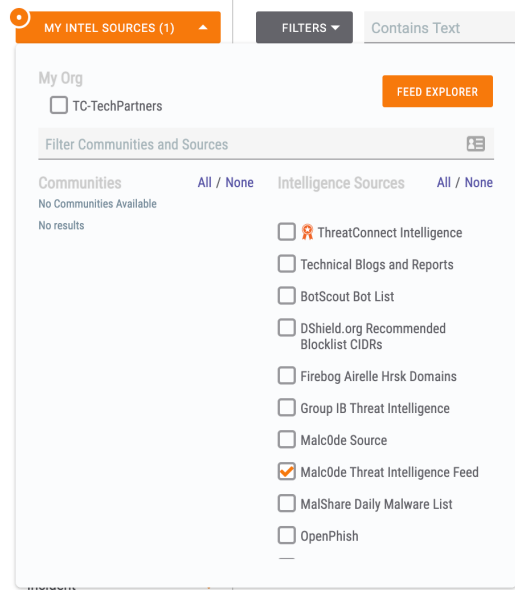 MY INTEL SOURCES (1)
FILTERS
Contains Text
My Org
TC-TechPartners
FEED EXPLORER
Filter Communities and Sources
Communities
All / None
No Communities Available
No results
Intelligence Sources
All / None
ThreatConnect Intelligence
Technical Blogs and Reports
BotScout Bot List
DShield.org Recommended
Blocklist CIDRs
Firebog Airelle Hrsk Domains
Group IB Threat Intelligence
Malc0de Source
Malc0de Threat Intelligence Feed
MalShare Daily Malware List
OpenPhish
Incident